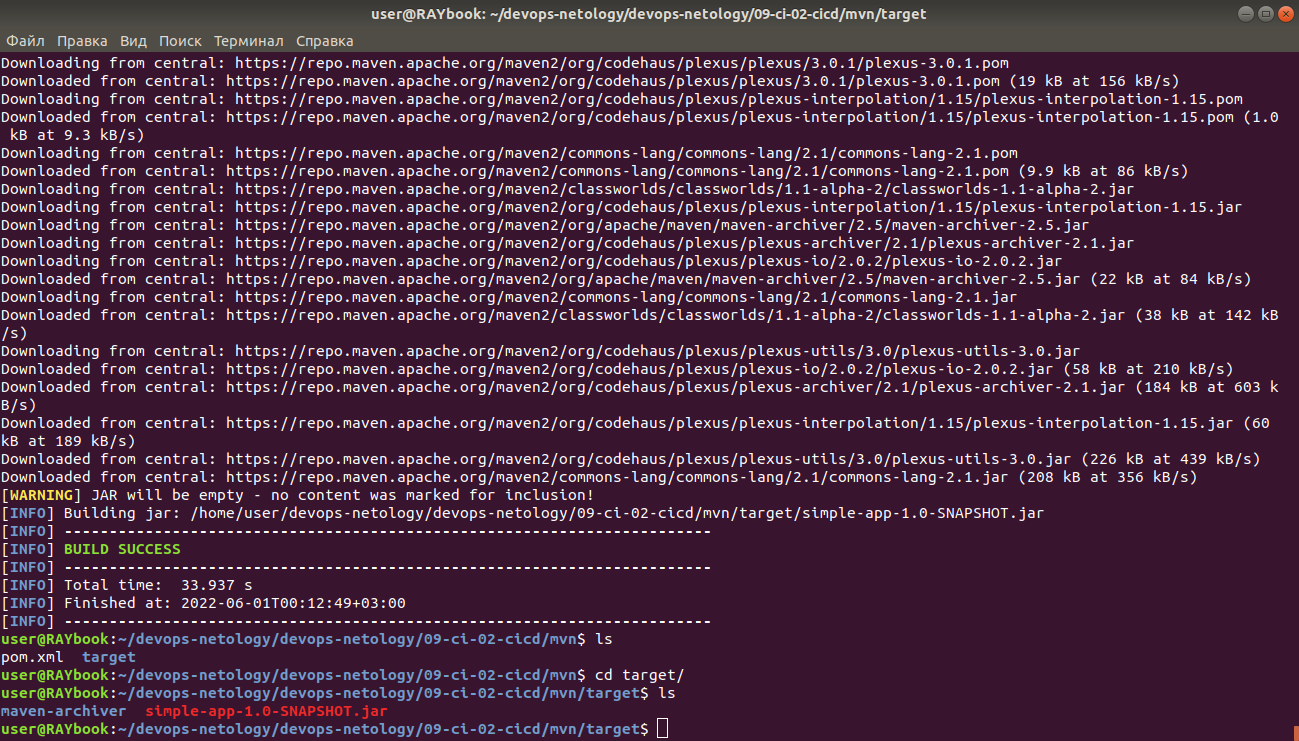 user@RAYbook: ~/devops-netology/devops-netology/09-ci-02-cicd/mvn/target
Файл Правка Вид Поиск Терминал Справка
Downloading from central: https://repo.maven.apache.org/maven2/org/codehaus/plexus/plexus/3.0.1/plexus-3.0.1.pom
Downloaded from central: https://repo.maven.apache.org/maven2/org/codehaus/plexus/plexus/3.0.1/plexus-3.0.1.pom (19 kB at 156 kB/s)
Downloading from central: https://repo.maven.apache.org/maven2/org/codehaus/plexus/plexus-interpolation/1.15/plexus-interpolation-1.15.pom
Downloaded from central: https://repo.maven.apache.org/maven2/org/codehaus/plexus/plexus-interpolation/1.15/plexus-interpolation-1.15.pom (1.0
 kB at 9.3 kB/s)
Downloading from central: https://repo.maven.apache.org/maven2/commons-lang/commons-lang/2.1/commons-lang-2.1.pom
Downloaded from central: https://repo.maven.apache.org/maven2/commons-lang/commons-lang/2.1/commons-lang-2.1.pom (9.9 kB at 86 kB/s)
Downloading from central: https://repo.maven.apache.org/maven2/classworlds/classworlds/1.1-alpha-2/classworlds-1.1-alpha-2.jar
Downloading from central: https://repo.maven.apache.org/maven2/org/codehaus/plexus/plexus-interpolation/1.15/plexus-interpolation-1.15.jar
Downloading from central: https://repo.maven.apache.org/maven2/org/apache/maven/maven-archiver/2.5/maven-archiver-2.5.jar
Downloading from central: https://repo.maven.apache.org/maven2/org/codehaus/plexus/plexus-archiver/2.1/plexus-archiver-2.1.jar
Downloading from central: https://repo.maven.apache.org/maven2/org/codehaus/plexus/plexus-io/2.0.2/plexus-io-2.0.2.jar
Downloaded from central: https://repo.maven.apache.org/maven2/org/apache/maven/maven-archiver/2.5/maven-archiver-2.5.jar (22 kB at 84 kB/s)
Downloading from central: https://repo.maven.apache.org/maven2/commons-lang/commons-lang/2.1/commons-lang-2.1.jar
Downloaded from central: https://repo.maven.apache.org/maven2/classworlds/classworlds/1.1-alpha-2/classworlds-1.1-alpha-2.jar (38 kB at 142 kB
/s)
Downloading from central: https://repo.maven.apache.org/maven2/org/codehaus/plexus/plexus-utils/3.0/plexus-utils-3.0.jar
Downloaded from central: https://repo.maven.apache.org/maven2/org/codehaus/plexus/plexus-io/2.0.2/plexus-io-2.0.2.jar (58 kB at 210 kB/s)
Downloaded from central: https://repo.maven.apache.org/maven2/org/codehaus/plexus/plexus-archiver/2.1/plexus-archiver-2.1.jar (184 kB at 603 k
B/s)
Downloaded from central: https://repo.maven.apache.org/maven2/org/codehaus/plexus/plexus-interpolation/1.15/plexus-interpolation-1.15.jar (60
kB at 189 kB/s)
Downloaded from central: https://repo.maven.apache.org/maven2/org/codehaus/plexus/plexus-utils/3.0/plexus-utils-3.0.jar (226 kB at 439 kB/s)
Downloaded from central: https://repo.maven.apache.org/maven2/commons-lang/commons-lang/2.1/commons-lang-2.1.jar (208 kB at 356 kB/s)
[WARNING] JAR will be empty - no content was marked for inclusion!
[INFO] Building jar: /home/user/devops-netology/devops-netology/09-ci-02-cicd/mvn/target/simple-app-1.0-SNAPSHOT.jar
[INFO] ------------------------------------------------------------------------
[INFO] BUILD SUCCESS
[INFO] ------------------------------------------------------------------------
[INFO] Total time:  33.937 s
[INFO] Finished at: 2022-06-01T00:12:49+03:00
[INFO] ------------------------------------------------------------------------
user@RAYbook:~/devops-netology/devops-netology/09-ci-02-cicd/mvn$ ls
pom.xml  target
user@RAYbook:~/devops-netology/devops-netology/09-ci-02-cicd/mvn$ cd target/
user@RAYbook:~/devops-netology/devops-netology/09-ci-02-cicd/mvn/target$ ls
maven-archiver  simple-app-1.0-SNAPSHOT.jar
user@RAYbook:~/devops-netology/devops-netology/09-ci-02-cicd/mvn/target$